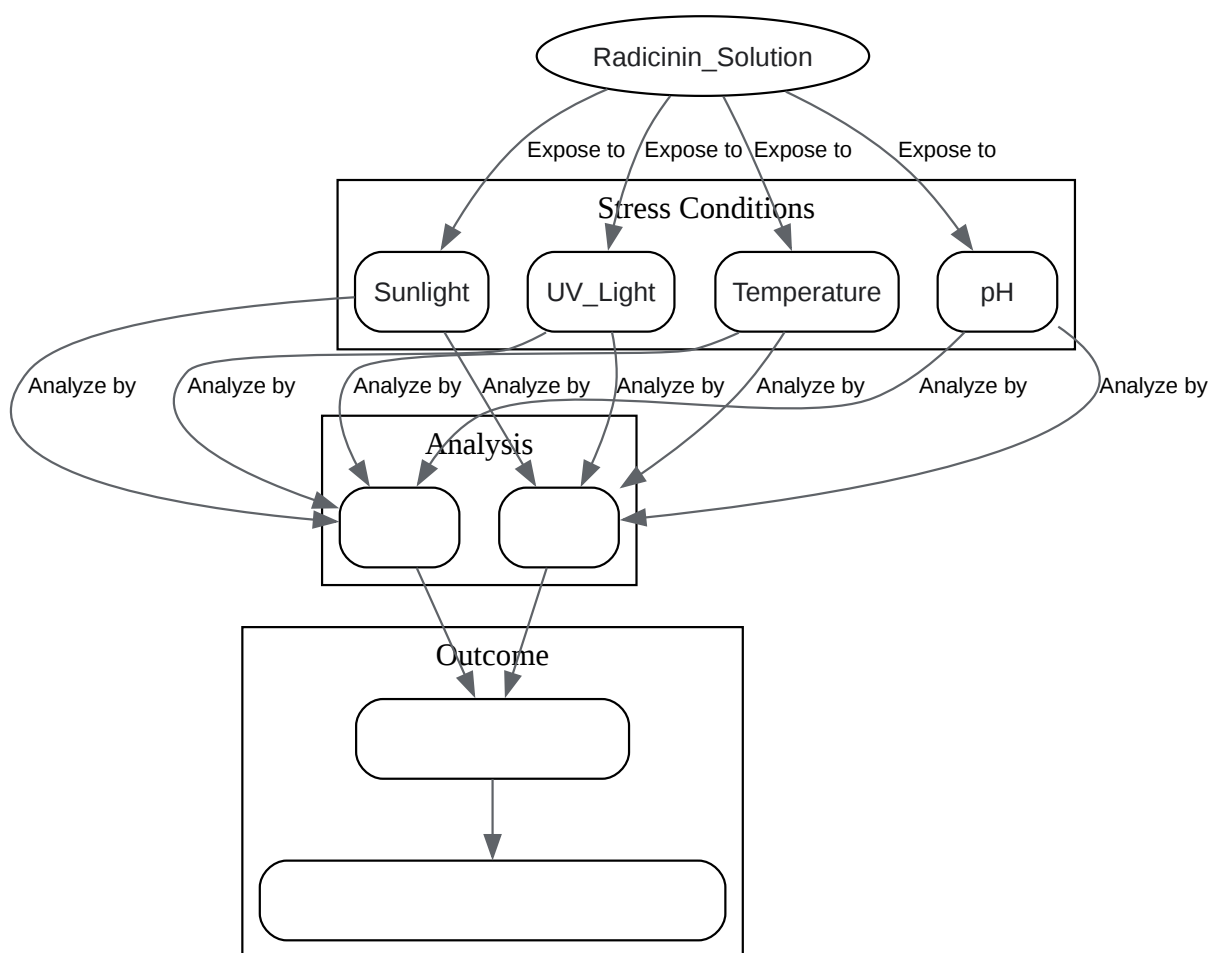 Radicinin_Solution
Expose to
Expose to
Expose to
Expose to
Stress Conditions
Sunlight
UV_Light
Temperature
pH
Analyze by
Analyze by
Analyze by
Analyze by
Analyze by
Analyze by
Analyze by
Analyze by
Analysis
Outcome